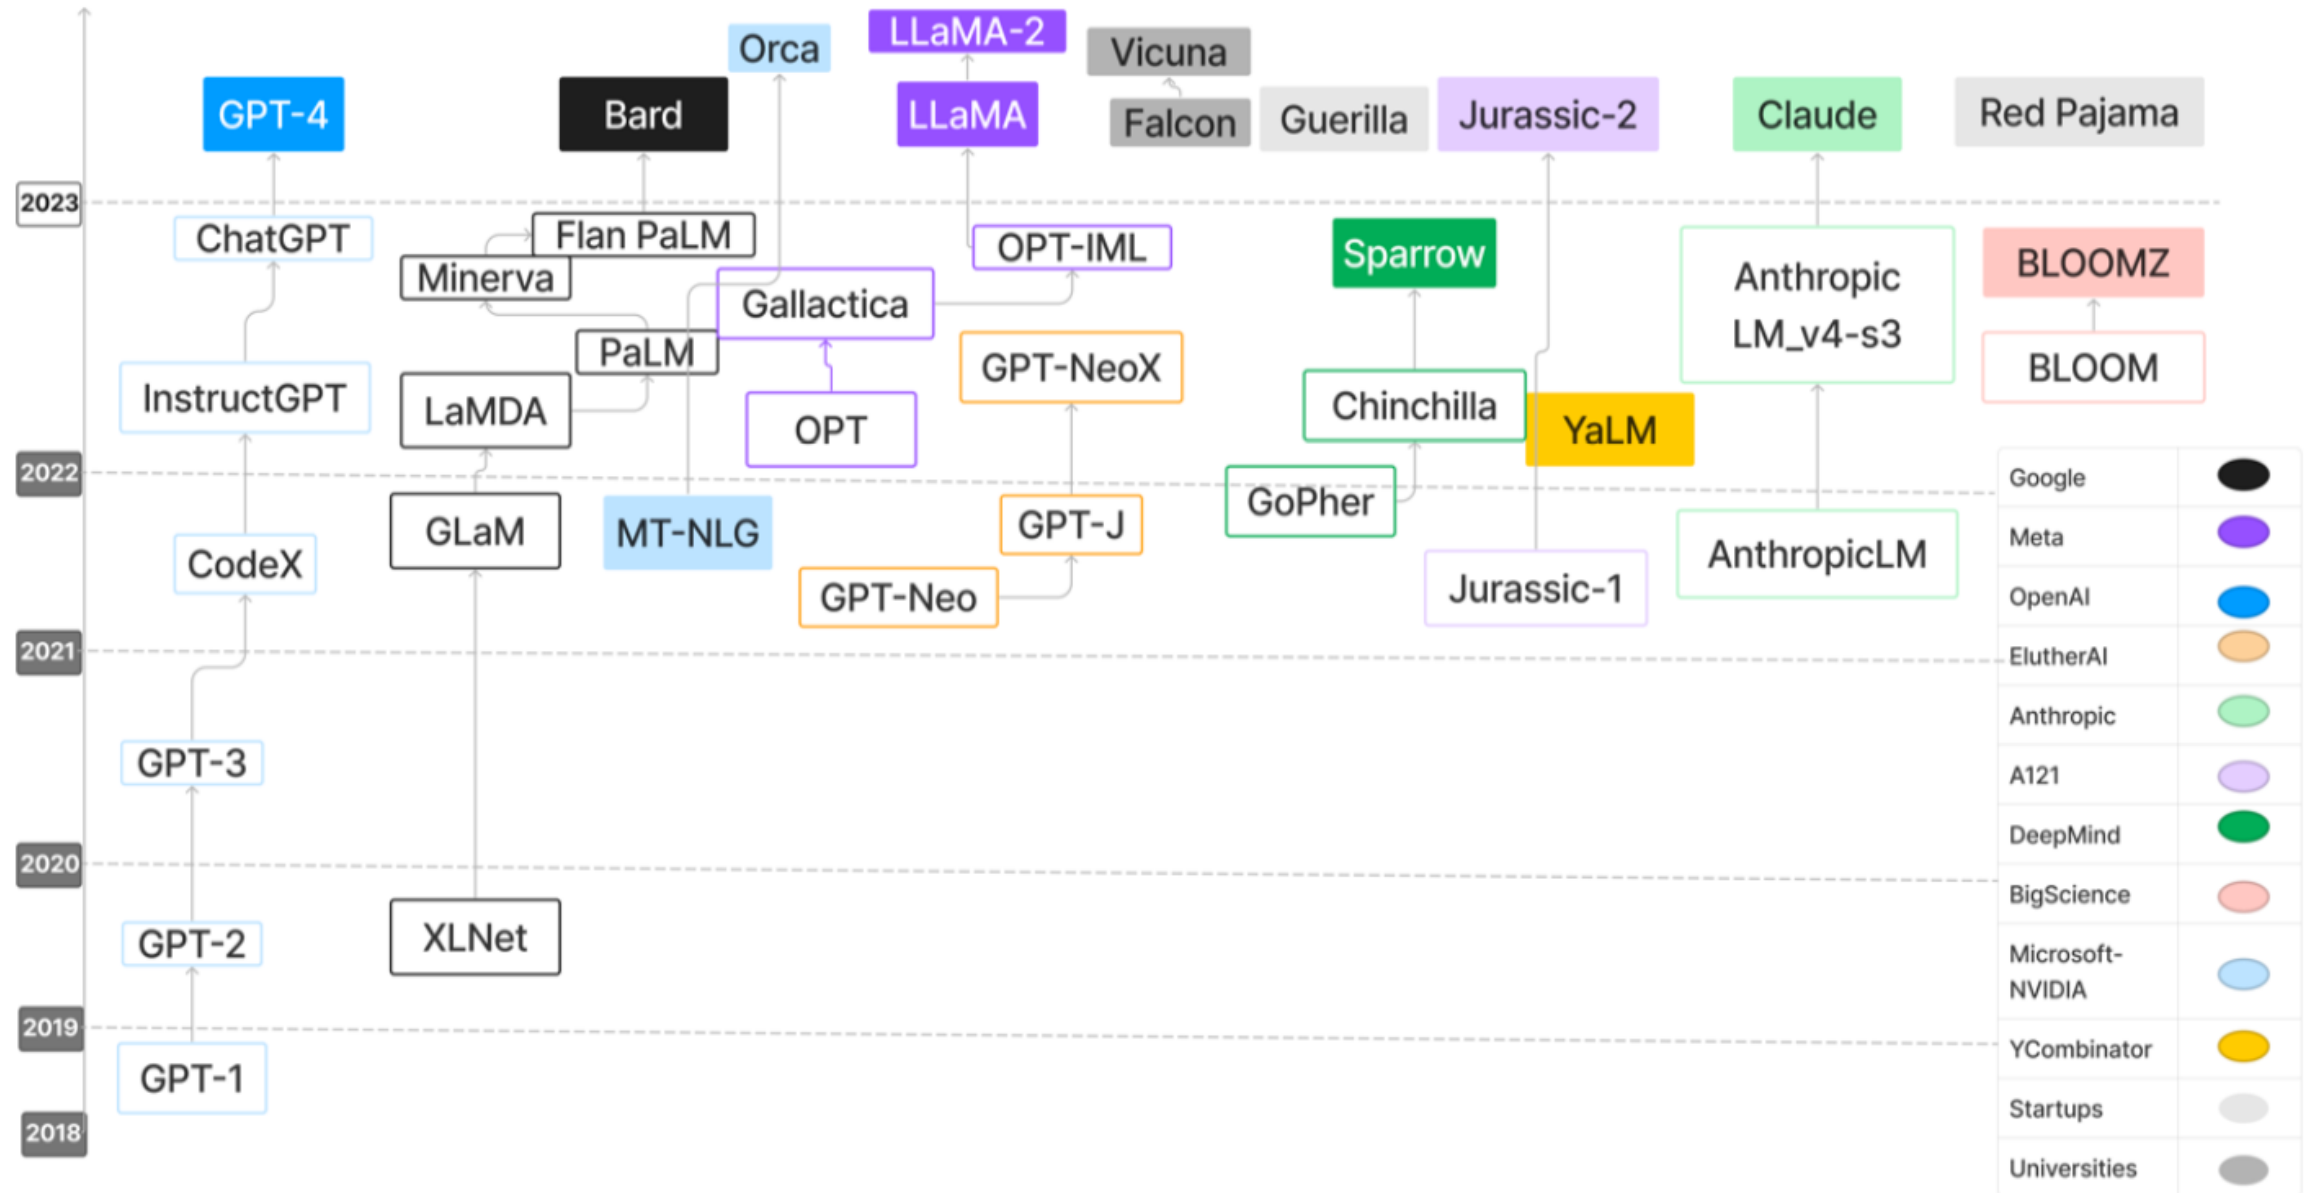 LLaMA-2
Orca
Vicuna
GPT-4
Bard
LLaMA
Falcon
Guerilla
Jurassic-2
Claude
Red Pajama
2023
ChatGPT
Flan PaLM
OPT-IML
Sparrow
BLOOMZ
Minerva
Gallactica
Anthropic
LM_v4-s3
PaLM
GPT-NeoX
BLOOM
InstructGPT
LaMDA
OPT
Chinchilla
YaLM
2022
GLaM
MT-NLG
GPT-J
GoPher
AnthropicLM
CodeX
GPT-Neo
Jurassic-1
2021
GPT-3
2020
GPT-2
XLNet
2019
GPT-1
2018
Google
Meta
OpenAI
ElutherAI
Anthropic
A121
DeepMind
BigScience
Microsoft-
NVIDIA
YCombinator
Startups
Universities